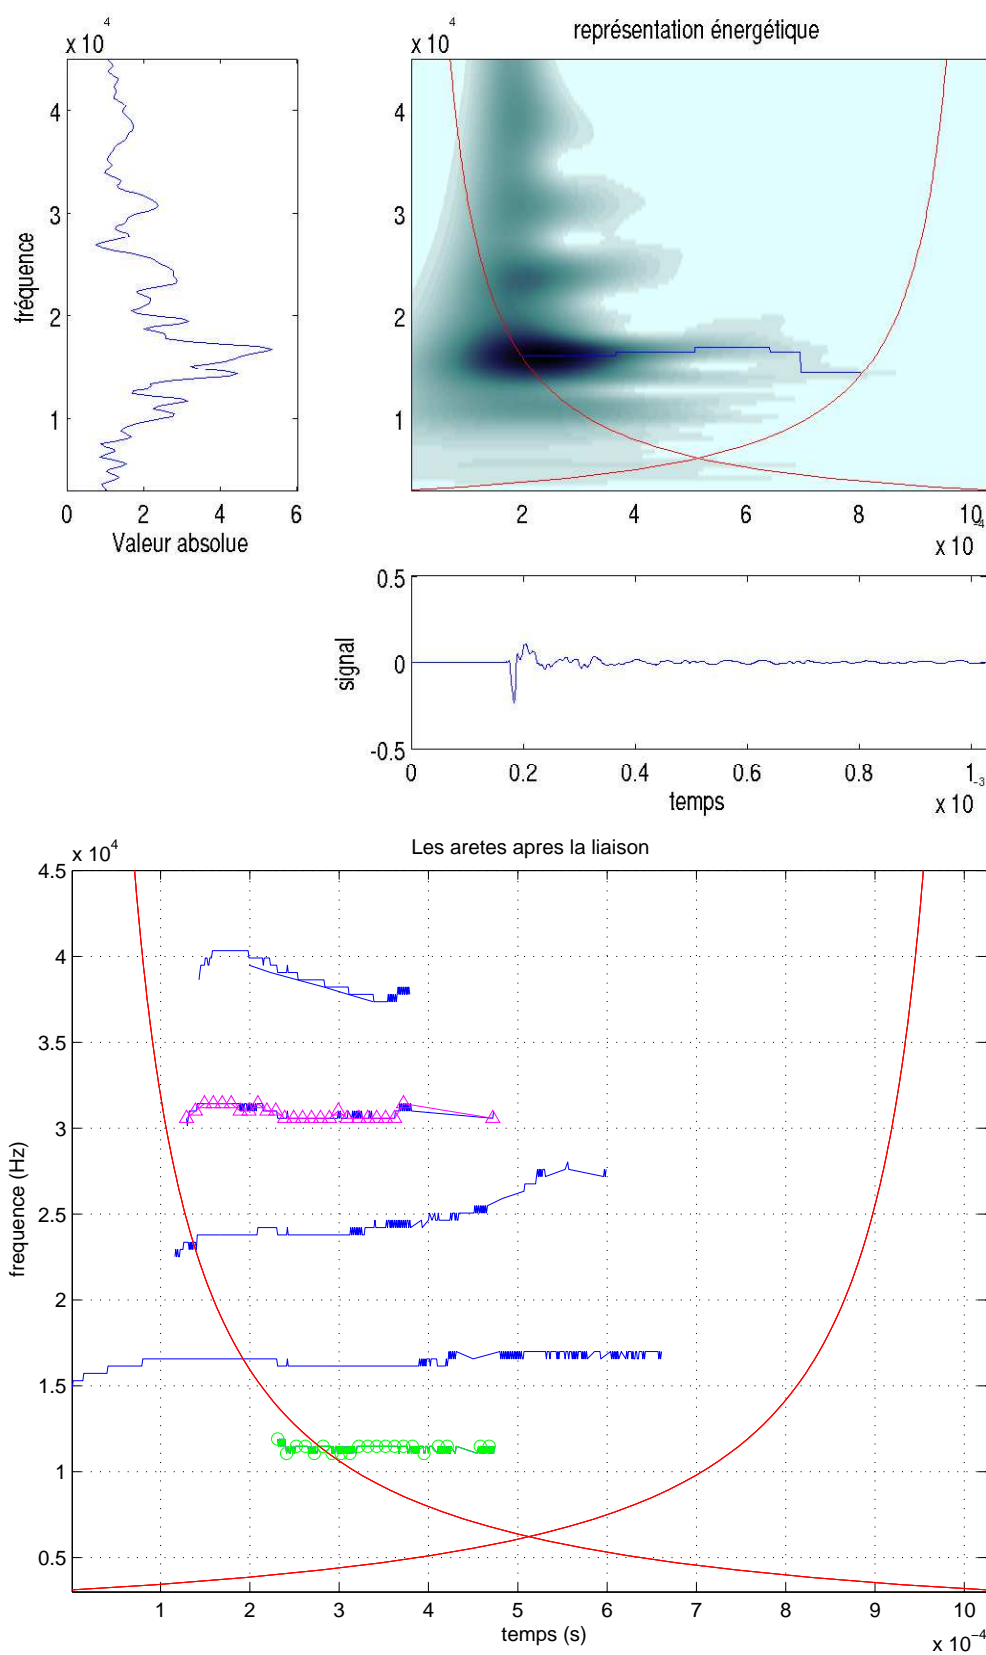 x 10 4
4
3
2
1
fréquence
0 2 4 6
Valeur absolue
représentation énergétique
x 10 4
4
3
2
1
2 4 6 8 10
x 10 -4
0.5
0
-0.5
signal
0 0.2 0.4 0.6 0.8 1
temps
x 10 -3
Les aretes apres la liaison
x 10 4
4.5
4
3.5
3
2.5
2
1.5
1
0.5
frequence (Hz)
1 2 3 4 5 6 7 8 9 10
temps (s)
x 10 −4